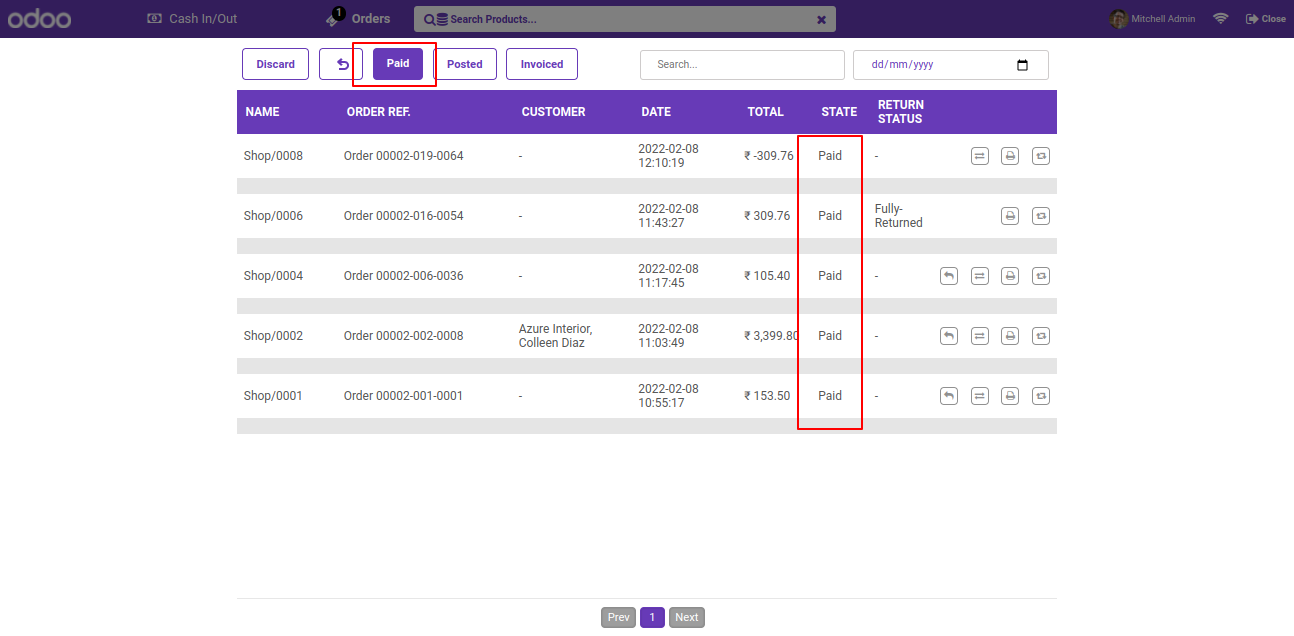 odoo Cash In/Out 1 Orders Search Products... Mitchell Admin Close
Discard Paid Posted Invoiced Search... dd/mm/yyyy
NAME ORDER REF. CUSTOMER DATE TOTAL STATE RETURN
STATUS
Shop/0008 Order 00002-019-0064 - 2022-02-08
12:10:19 ₹ -309.76 Paid -
Shop/0006 Order 00002-016-0054 - 2022-02-08
11:43:27 ₹ 309.76 Paid Fully-
Returned
Shop/0004 Order 00002-006-0036 - 2022-02-08
11:17:45 ₹ 105.40 Paid -
Shop/0002 Order 00002-002-0008 Azure Interior,
Colleen Diaz 2022-02-08
11:03:49 ₹ 3,399.80 Paid -
Shop/0001 Order 00002-001-0001 - 2022-02-08
10:55:17 ₹ 153.50 Paid -
Prev 1 Next